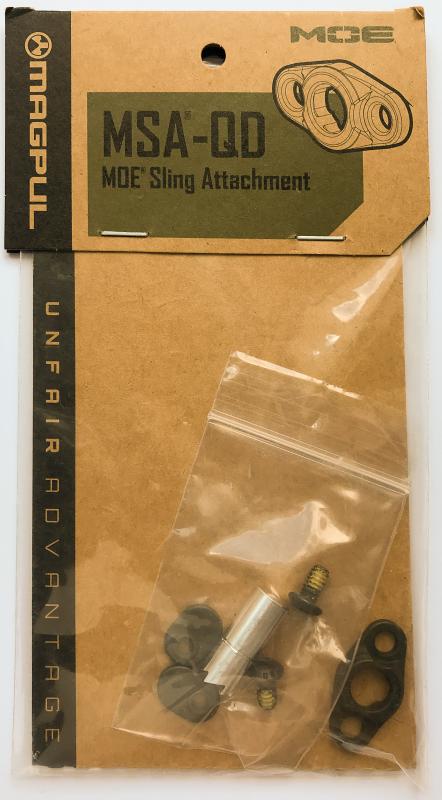 MAGPUL
MOE
MSA®-QD
MOE® Sling Attachment
UNFAIR ADVANTAGE